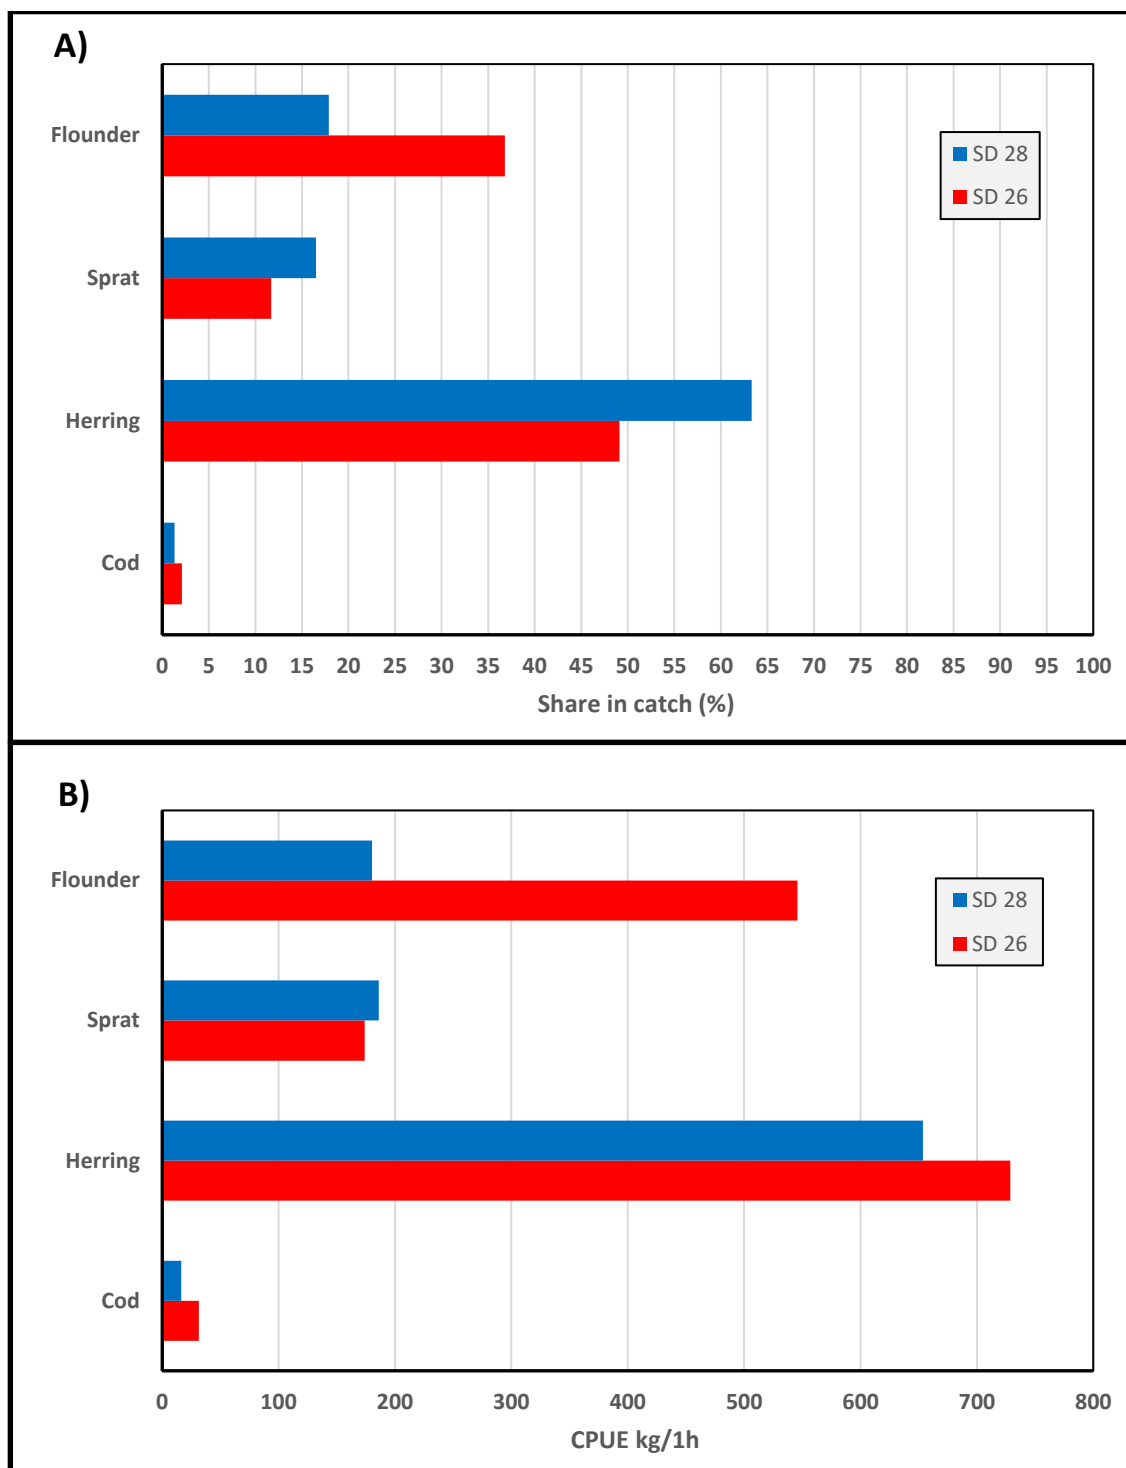 A)
Flounder
Sprat
Herring
Cod
SD 28
SD 26
0 5 10 15 20 25 30 35 40 45 50 55 60 65 70 75 80 85 90 95 100
Share in catch (%)
B)
Flounder
Sprat
Herring
Cod
SD 28
SD 26
0 100 200 300 400 500 600 700 800
CPUE kg/1h